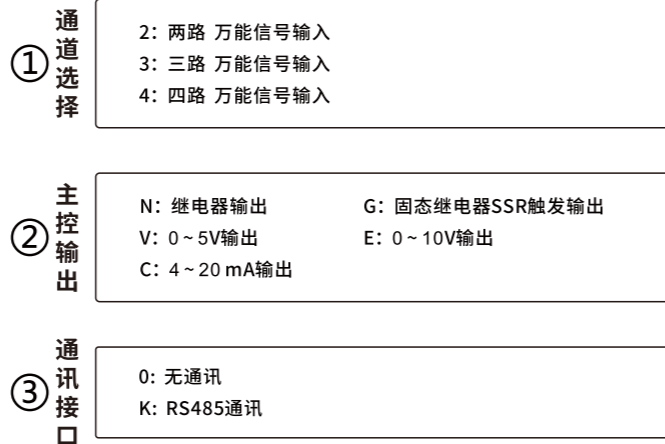 ① 通道选择
2：两路 万能信号输入
3：三路 万能信号输入
4：四路 万能信号输入
② 主控输出
N：继电器输出 G：固态继电器SSR触发输出
V：0~5V输出 E：0~10V输出
C：4~20 mA输出
③ 通讯接口
0：无通讯
K：RS485通讯